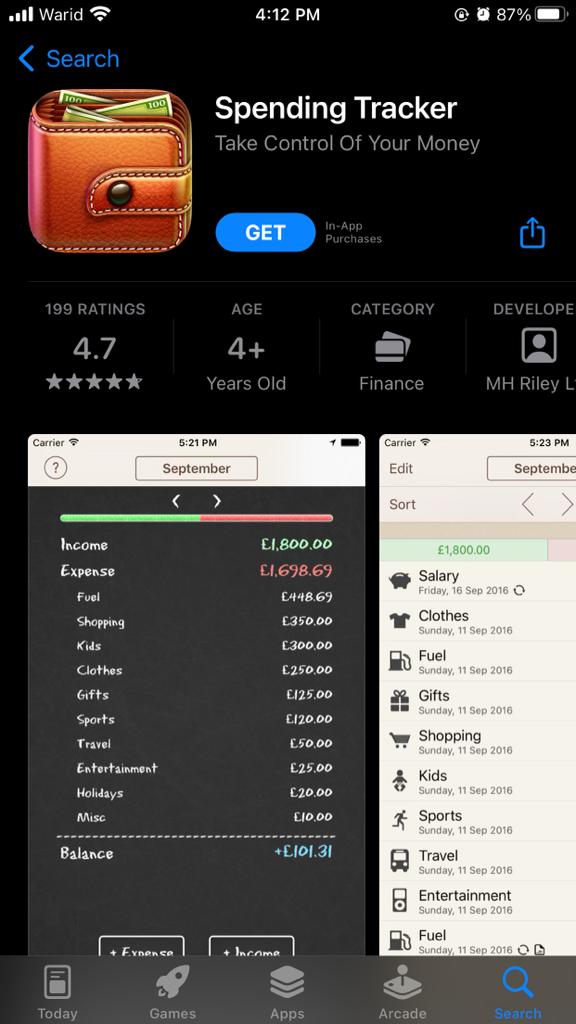 Warid 4:12 PM 87%
Search
100 100
Spending Tracker
Take Control Of Your Money
GET In-App
Purchases
199 RATINGS AGE CATEGORY DEVELOPE
4.7 4+
Years Old Finance MH Riley Lt
Carrier 5:21 PM
? September
Income £1,800.00
Expense £1,698.69
Fuel £448.69
Shopping £350.00
Kids £300.00
Clothes £250.00
Gifts £125.00
Sports £120.00
Travel £50.00
Entertainment £25.00
Holidays £20.00
Misc £10.00
Balance +£101.31
+ Expense + Income
Carrier 5:23 PM
Edit Septembe
Sort
£1,800.00
Salary
Friday, 16 Sep 2016
Clothes
Sunday, 11 Sep 2016
Fuel
Sunday, 11 Sep 2016
Gifts
Sunday, 11 Sep 2016
Shopping
Sunday, 11 Sep 2016
Kids
Sunday, 11 Sep 2016
Sports
Sunday, 11 Sep 2016
Travel
Sunday, 11 Sep 2016
Entertainment
Sunday, 11 Sep 2016
Fuel
Sunday, 11 Sep 2016
Today Games Apps Arcade Search